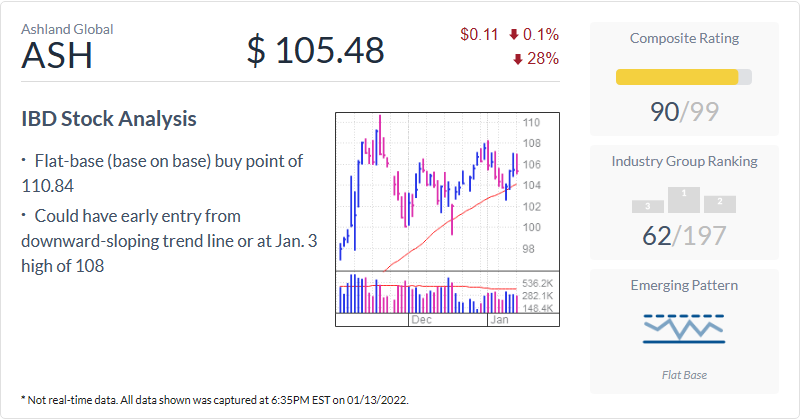 Ashland Global
ASH
$ 105.48
$0.11 0.1%
28%
IBD Stock Analysis
· Flat-base (base on base) buy point of
110.84
· Could have early entry from
downward-sloping trend line or at Jan. 3
high of 108
110
108
106
104
102
100
98
536.2K
282.1K
148.4K
Dec
Jan
* Not real-time data. All data shown was captured at 6:35PM EST on 01/13/2022.
Composite Rating
90/99
Industry Group Ranking
3
1
2
62/197
Emerging Pattern
Flat Base